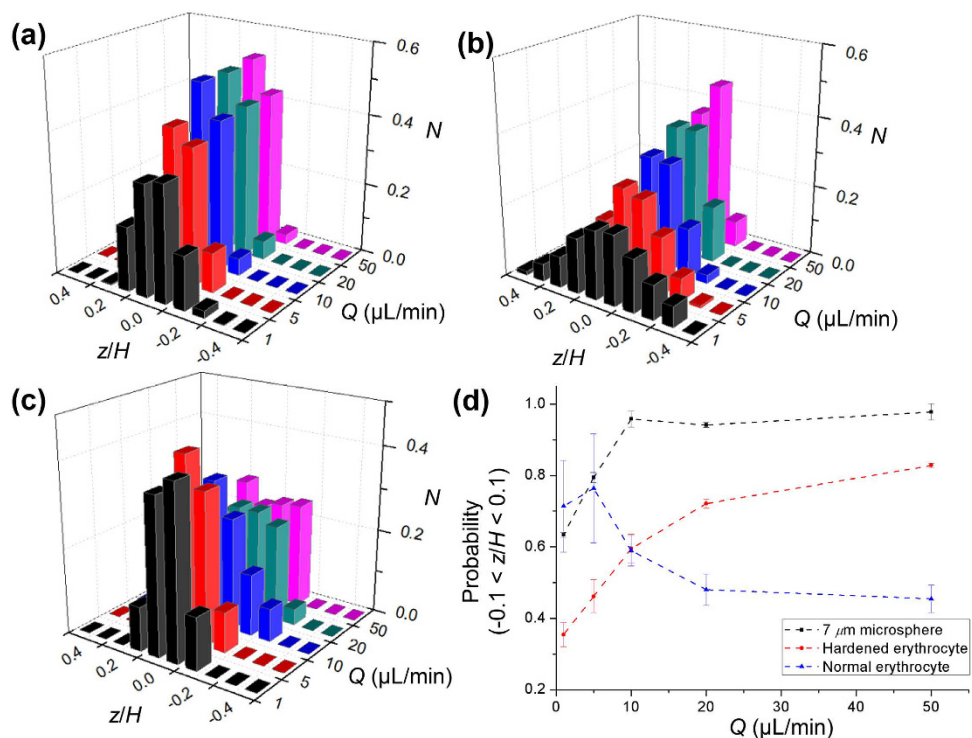 (a)
0.6
0.4
N
0.2
0.0
50
20
10
5
1
Q (μL/min)
0.4
0.2
0.0
-0.2
-0.4
z/H
(b)
0.6
0.4
N
0.2
0.0
50
20
10
5
1
Q (μL/min)
0.4
0.2
0.0
-0.2
-0.4
z/H
(c)
0.4
N
0.2
0.0
50
20
10
5
1
Q (μL/min)
0.4
0.2
0.0
-0.2
-0.4
z/H
(d)
1.0
0.8
0.6
0.4
0.2
Probability
(-0.1 < z/H < 0.1)
7 μm microsphere
Hardened erythrocyte
Normal erythrocyte
0 10 20 30 40 50
Q (μL/min)